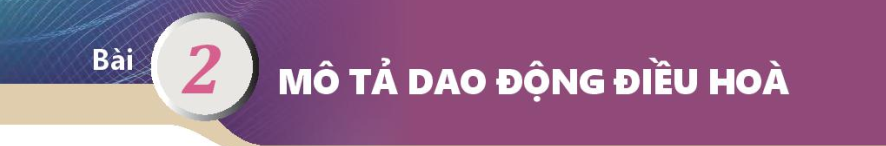 Bài
2
MÔ TẢ DAO ĐỘNG ĐIỀU HOÀ